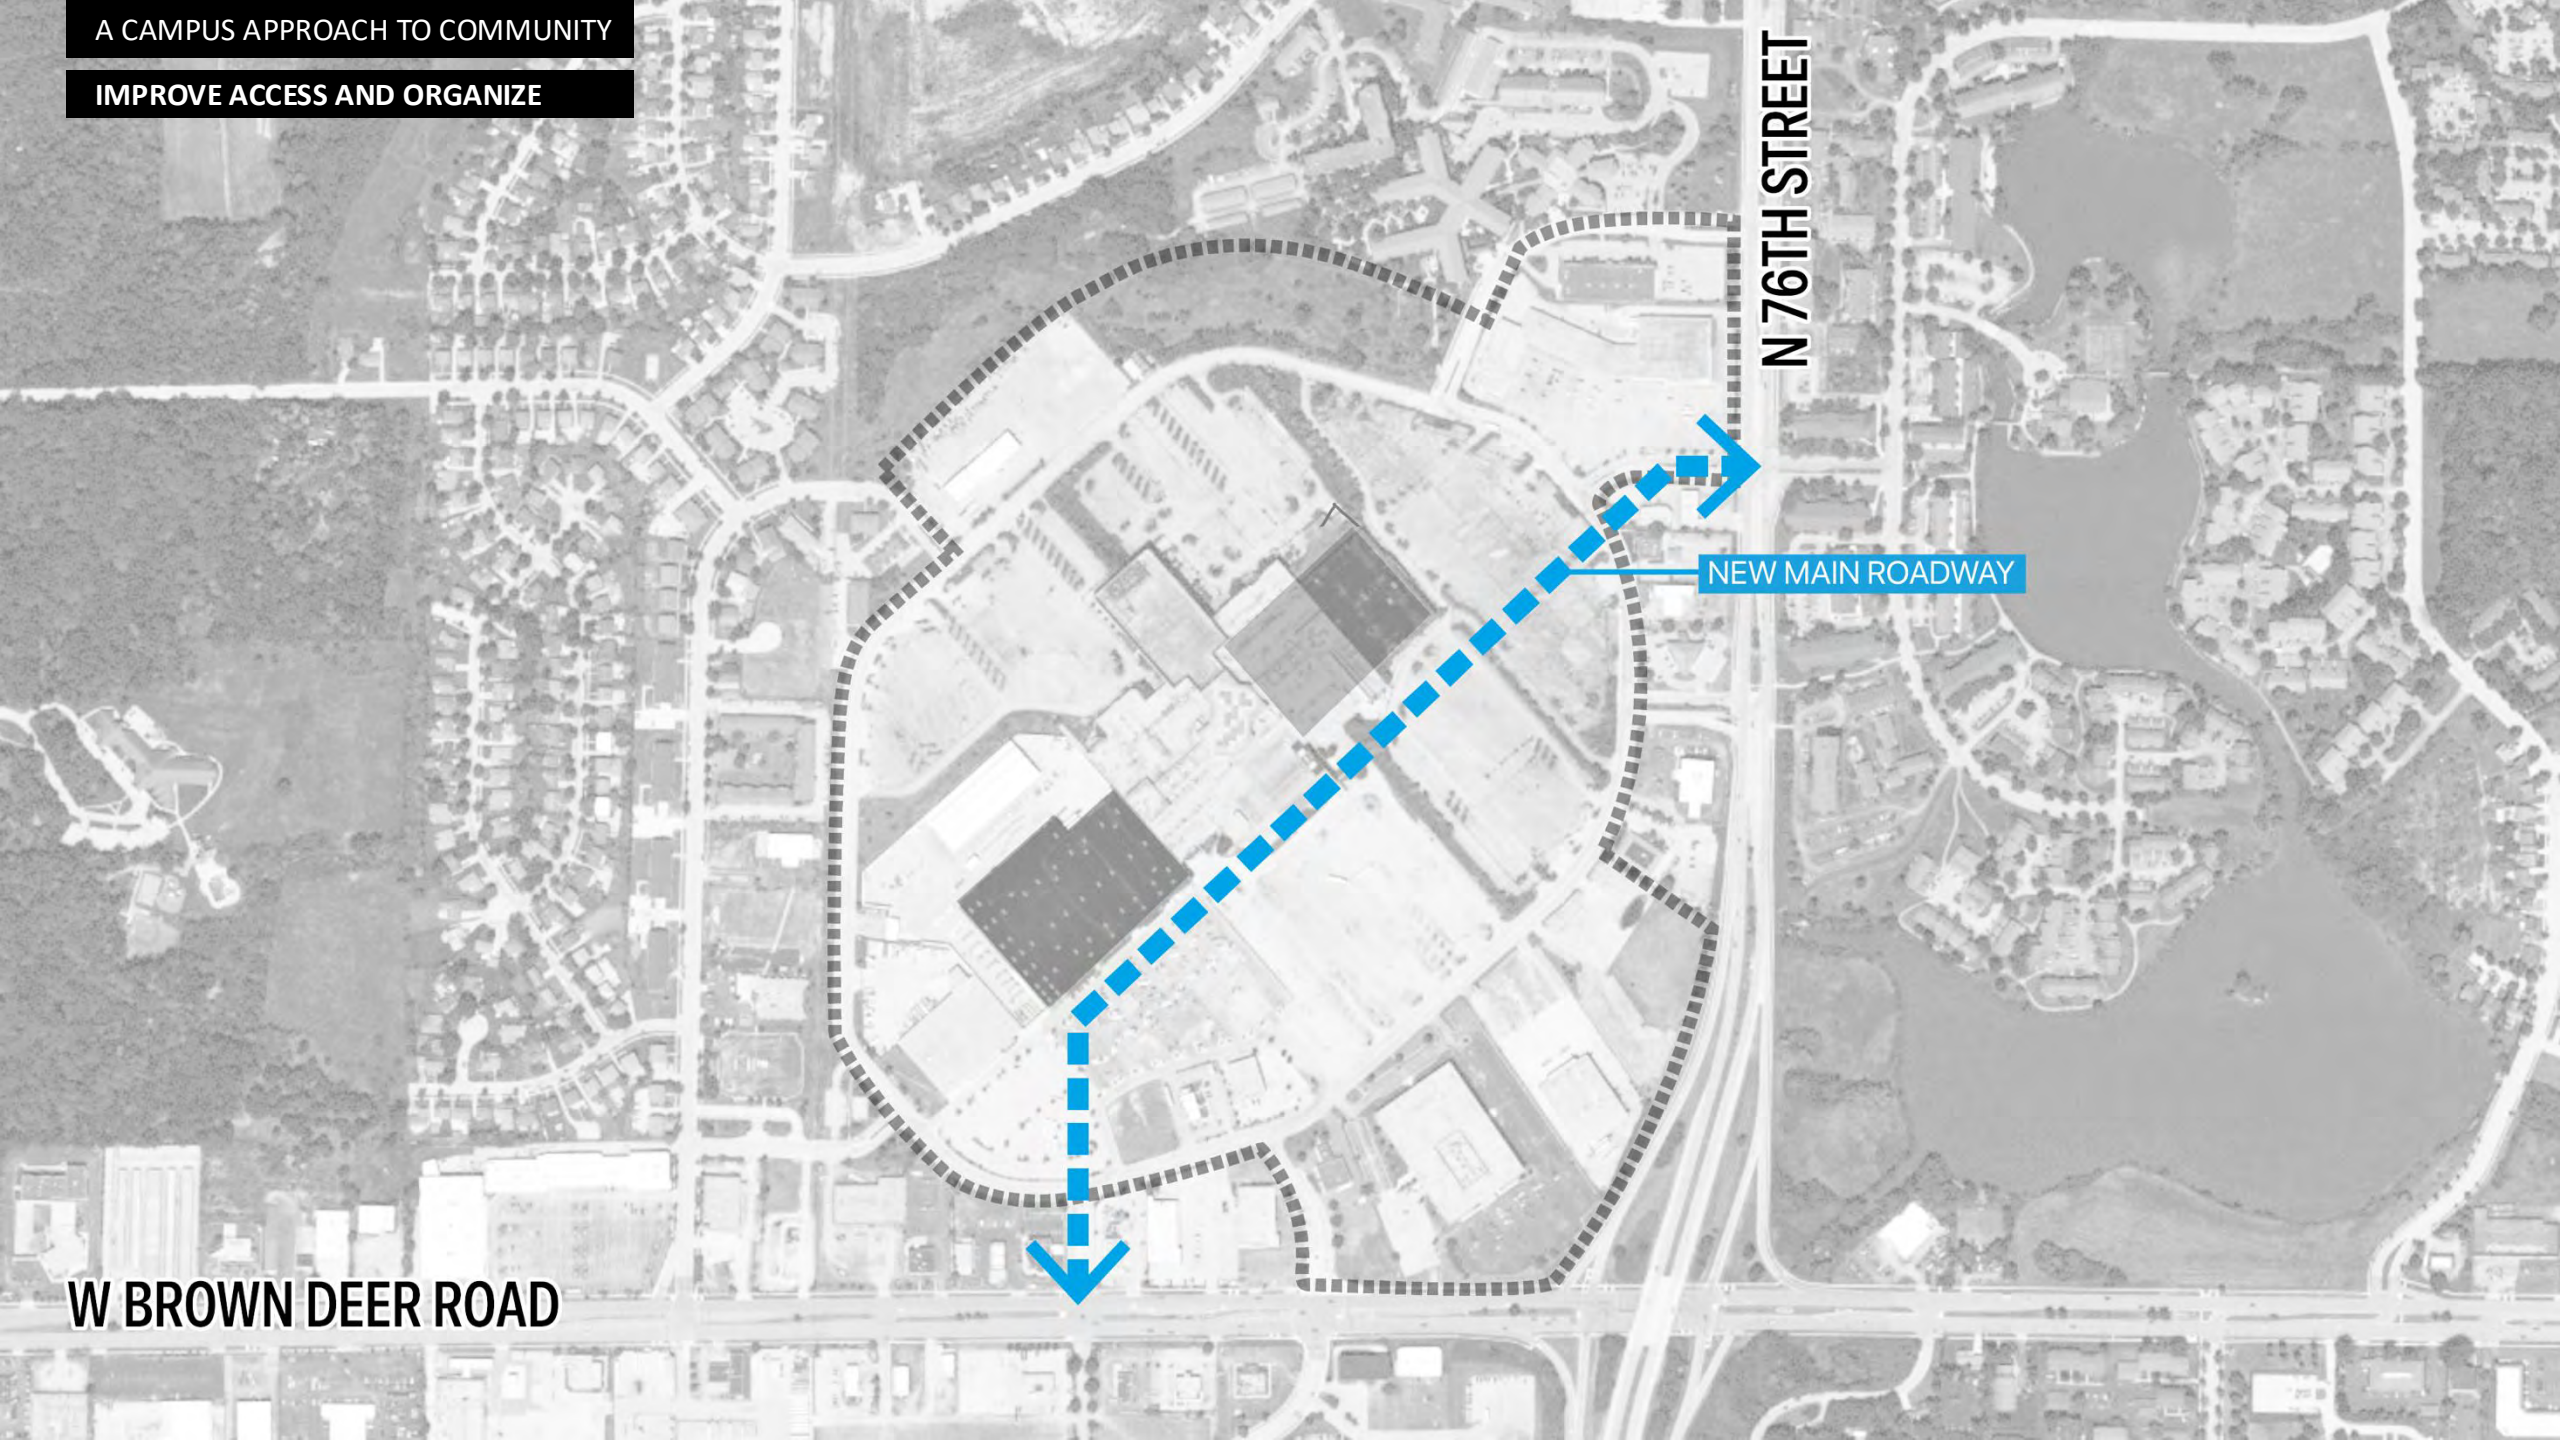 A CAMPUS APPROACH TO COMMUNITY
IMPROVE ACCESS AND ORGANIZE
N 76TH STREET
NEW MAIN ROADWAY
W BROWN DEER ROAD